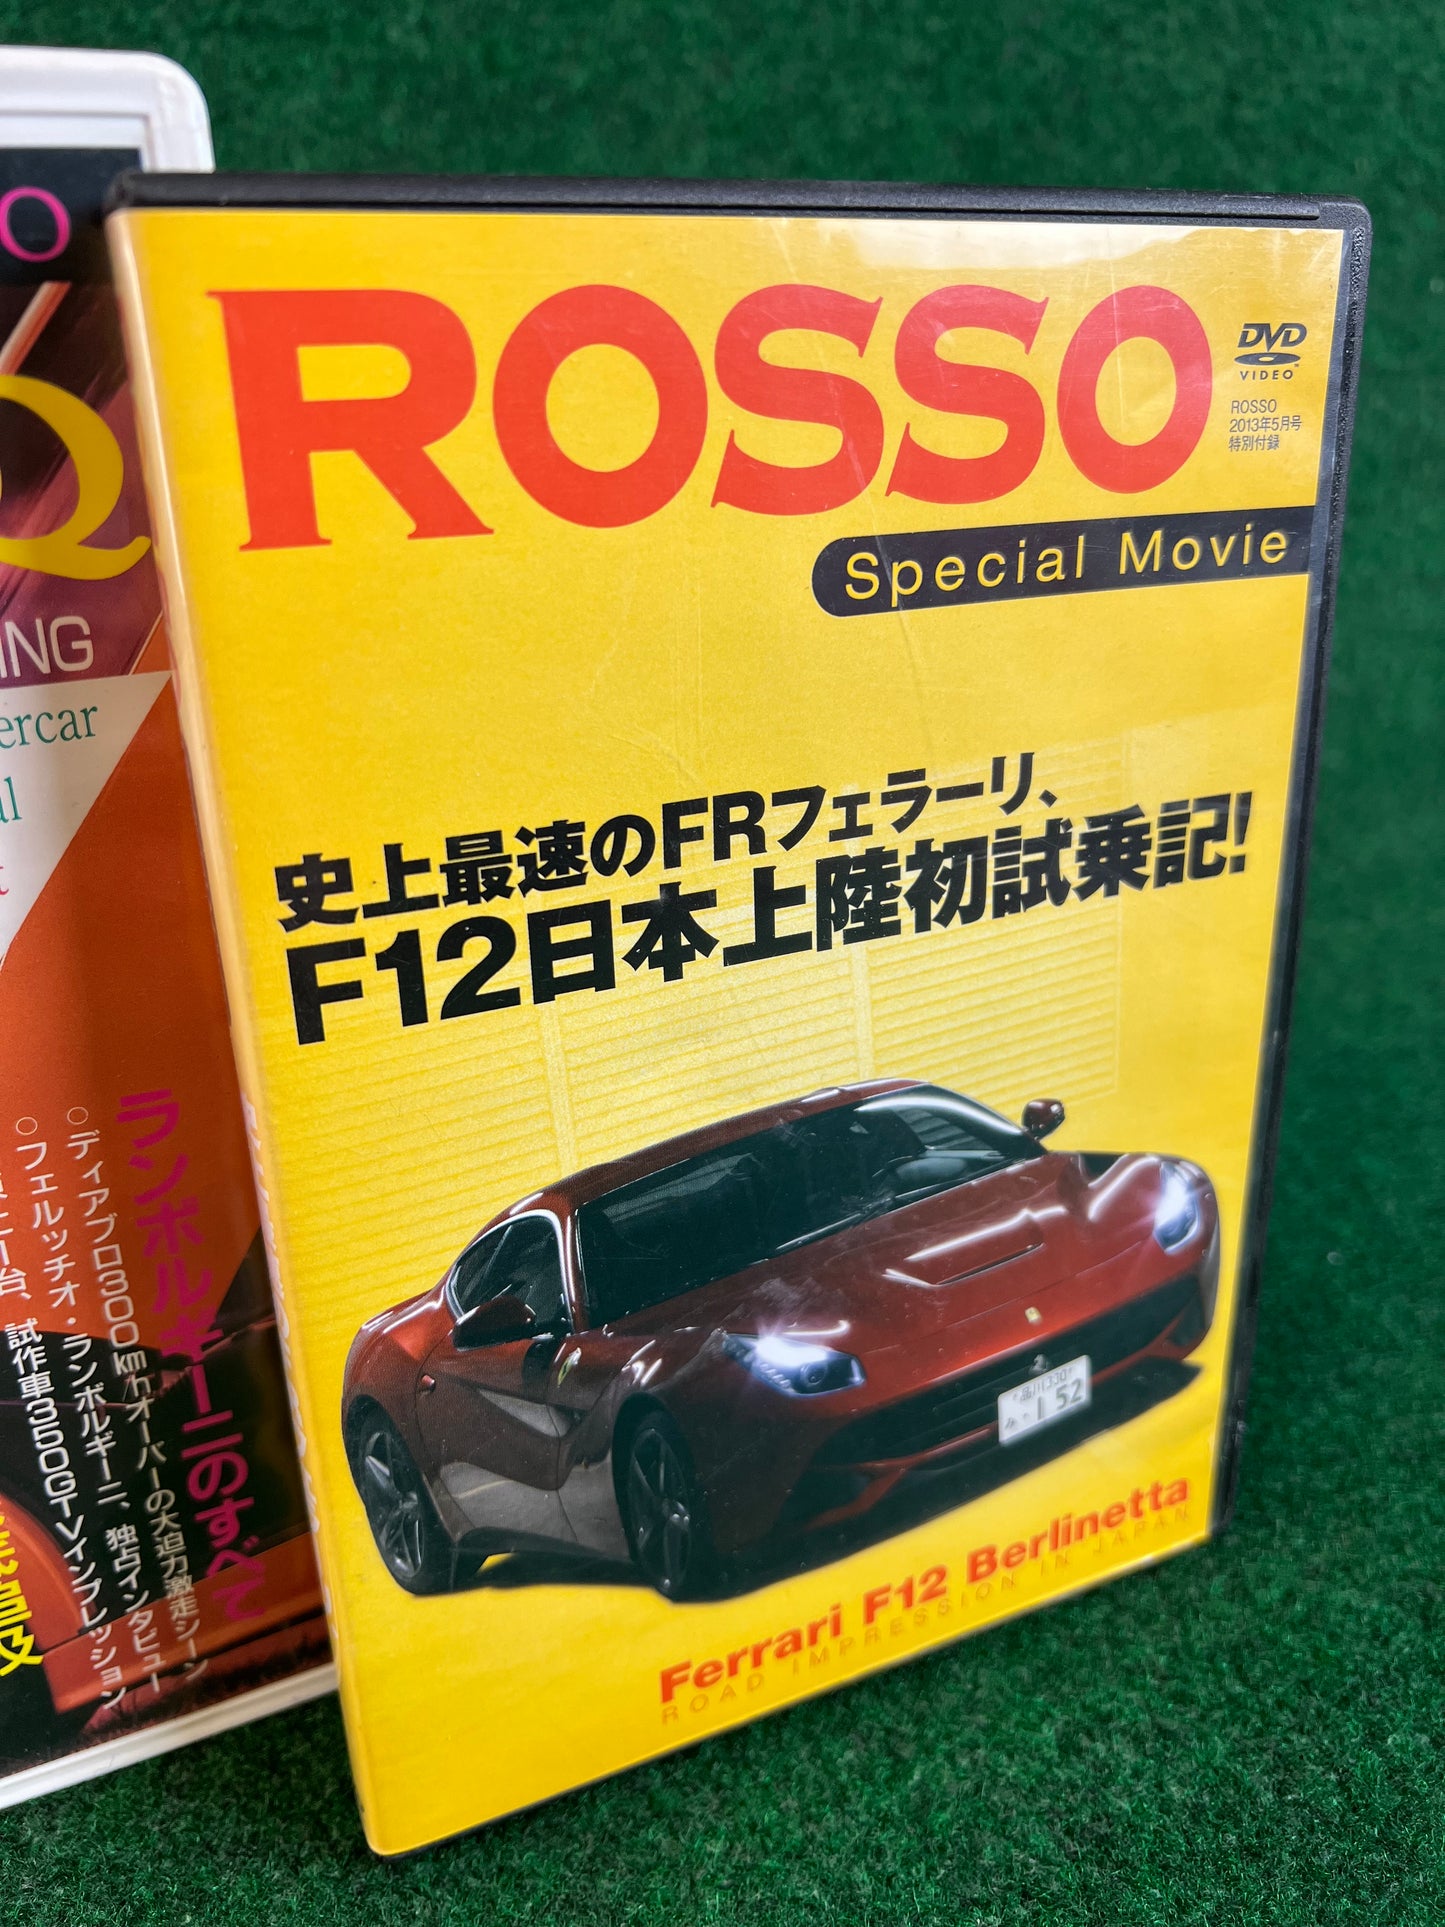 ROSSO
DVD
VIDEO
ROSSO
2013年5月号
特別付録
Special Movie
史上最速のFRフェラーリ、
F12日本上陸初試乗記!
品川 330
み・152
Ferrari F12 Berlinetta
ROAD IMPRESSION IN JAPAN
O
Q
ING
ercar
al
t
ランボルギーニのすべて
○ディアブロ300km/hオーバーの大迫力激走シーン
○フェルッチオ・ランボルギーニ、独占インタビュー
試作車350GTVインプレッション